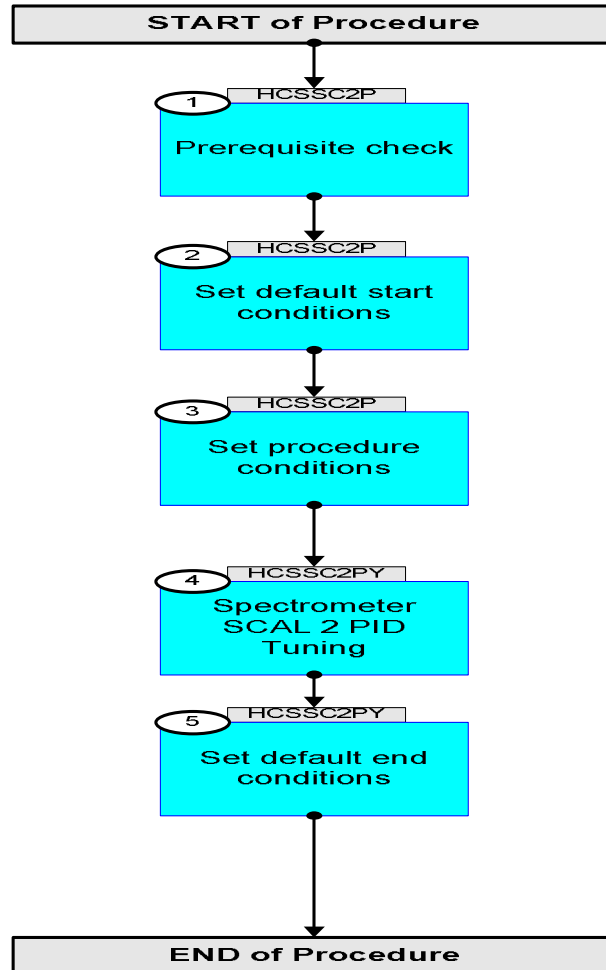 START of Procedure
HCSSC2P
1
Prerequisite check
HCSSC2P
2
Set default start
conditions
HCSSC2P
3
Set procedure
conditions
HCSSC2PY
4
Spectrometer
SCAL 2 PID
Tuning
HCSSC2PY
5
Set default end
conditions
END of Procedure